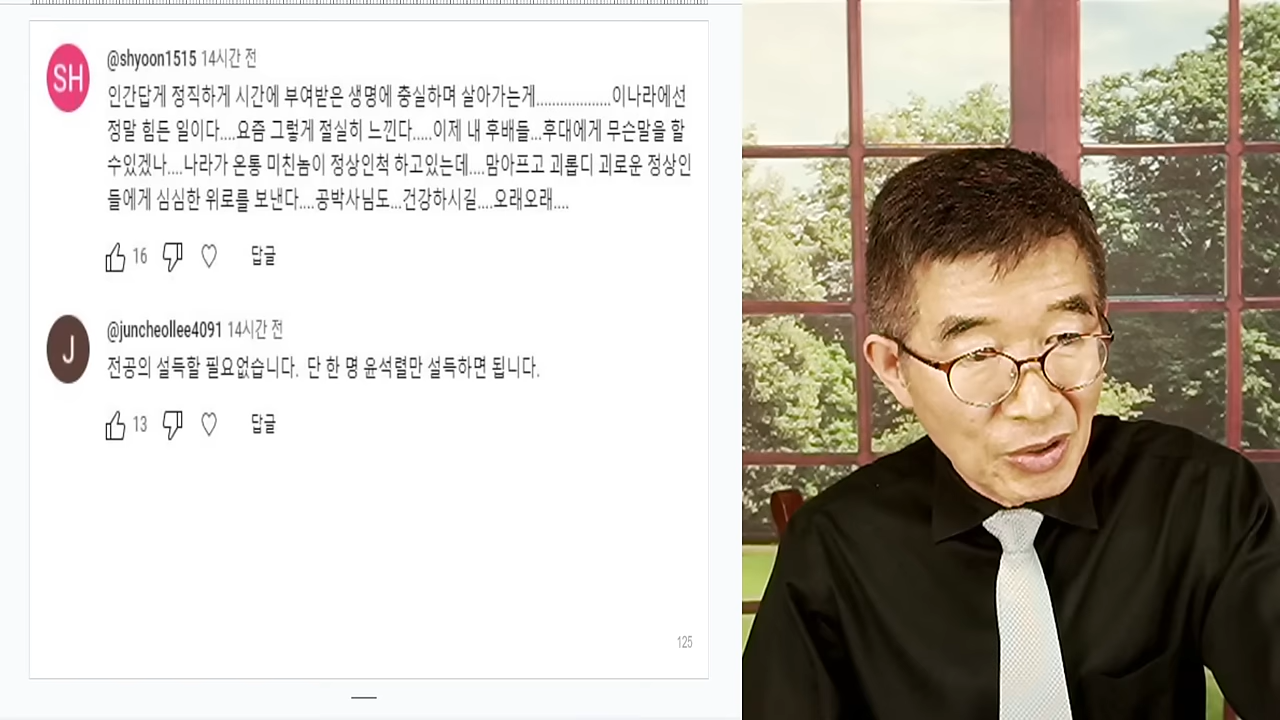 SH
@shyoon1515 14시간 전
인간답게 정직하게 시간에 부여받은 생명에 충실하며 살아가는게...................이나라에선
정말 힘든 일이다....요즘 그렇게 절실히 느낀다.....이제 내 후배들...후대에게 무슨말을 할
수있겠나....나라가 온통 미친놈이 정상인척 하고있는데....맘아프고 괴롭디 괴로운 정상인
들에게 심심한 위로를 보낸다....공박사님도...건강하시길....오래오래....
16 답글
J
@juncheollee4091 14시간 전
전공의 설득할 필요없습니다. 단 한 명 윤석렬만 설득하면 됩니다.
13 답글
125